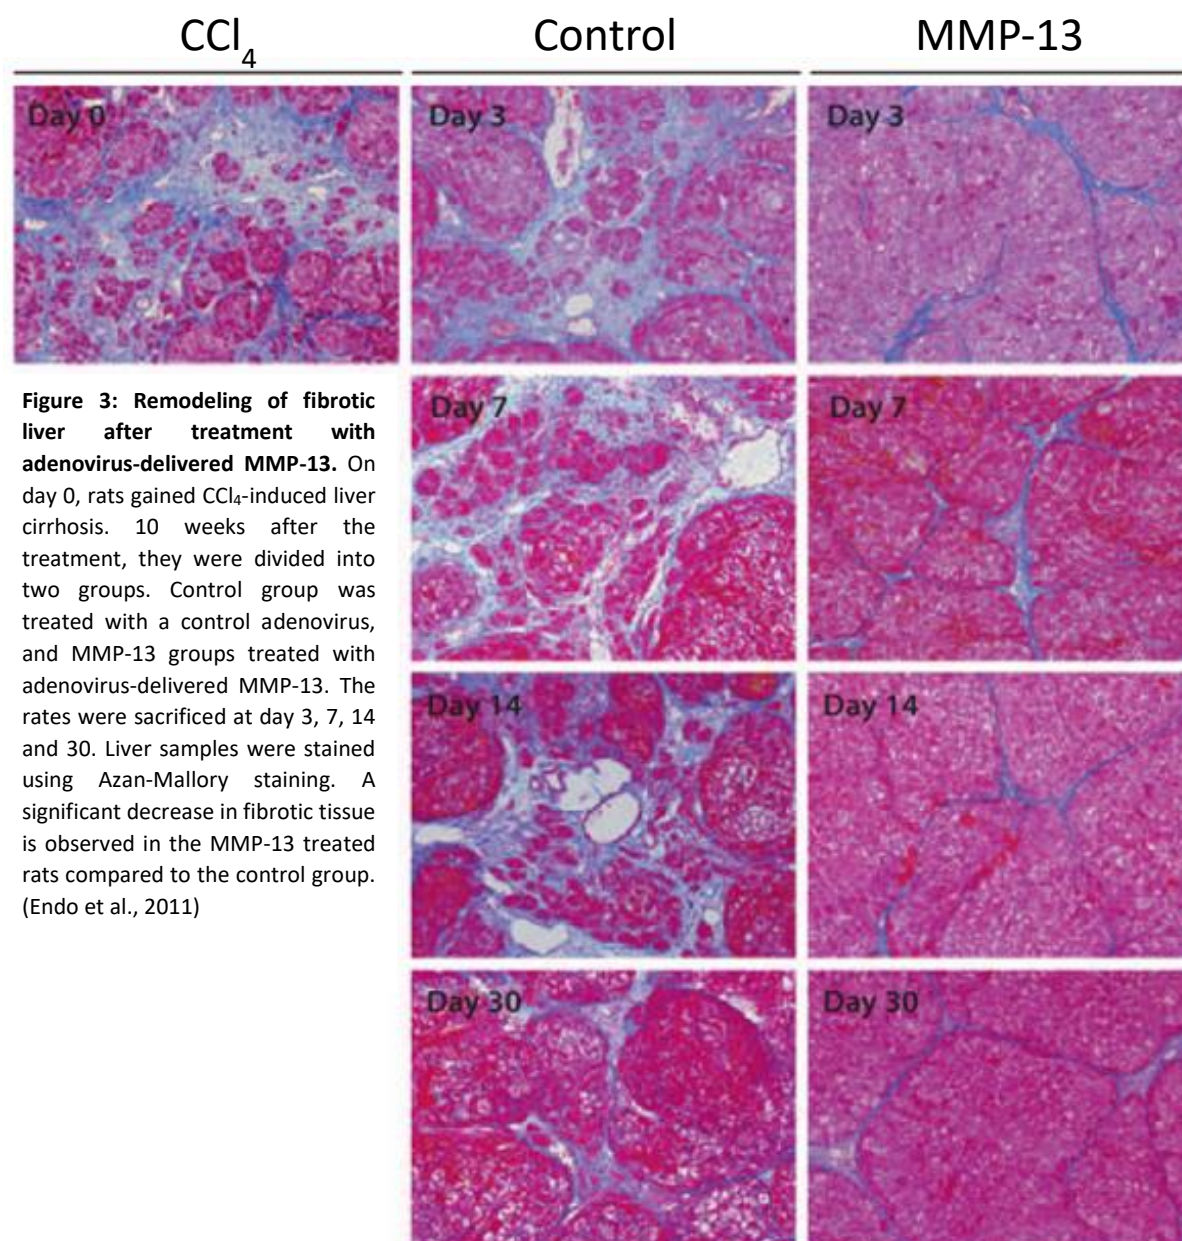 CCl4 Control MMP-13
Day 0 Day 3 Day 3
Figure 3: Remodeling of fibrotic
liver after treatment with
adenovirus-delivered MMP-13. On
day 0, rats gained CCl4-induced liver
cirrhosis. 10 weeks after the
treatment, they were divided into
two groups. Control group was
treated with a control adenovirus,
and MMP-13 groups treated with
adenovirus-delivered MMP-13. The
rates were sacrificed at day 3, 7, 14
and 30. Liver samples were stained
using Azan-Mallory staining. A
significant decrease in fibrotic tissue
is observed in the MMP-13 treated
rats compared to the control group.
(Endo et al., 2011)
Day 7 Day 7
Day 14 Day 14
Day 30 Day 30